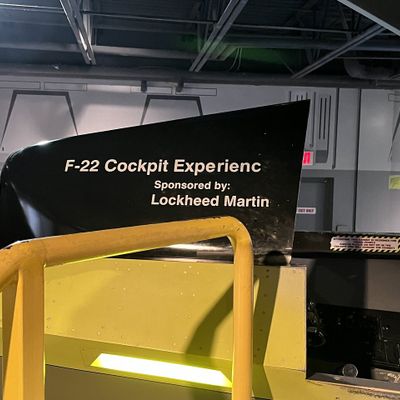 F-22 Cockpit Experienc
Sponsored by:
Lockheed Martin